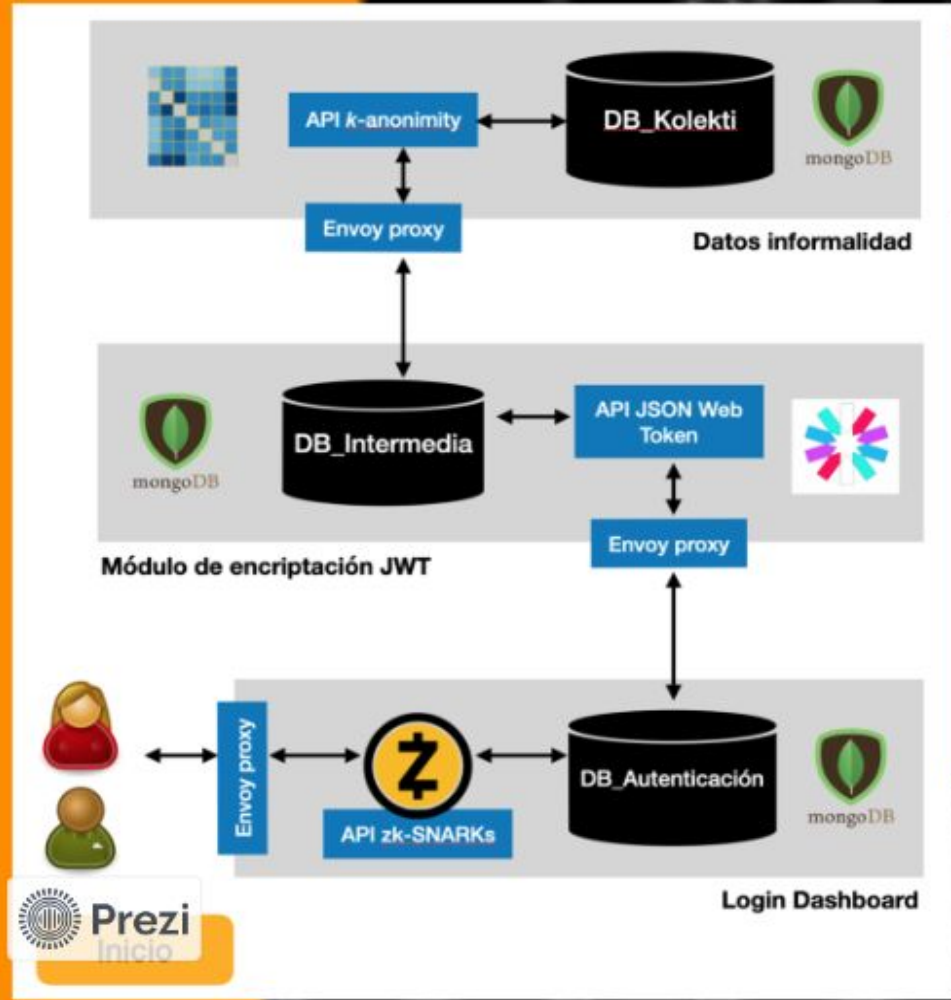 API k-anonimity
DB_Kolekti
mongoDB
Envoy proxy
Datos informalidad
API JSON Web
Token
DB_Intermedia
mongoDB
Envoy proxy
Módulo de encriptación JWT
Envoy proxy
DB_Autenticación
mongoDB
API zk-SNARKs
Login Dashboard
Prezi
Inicio